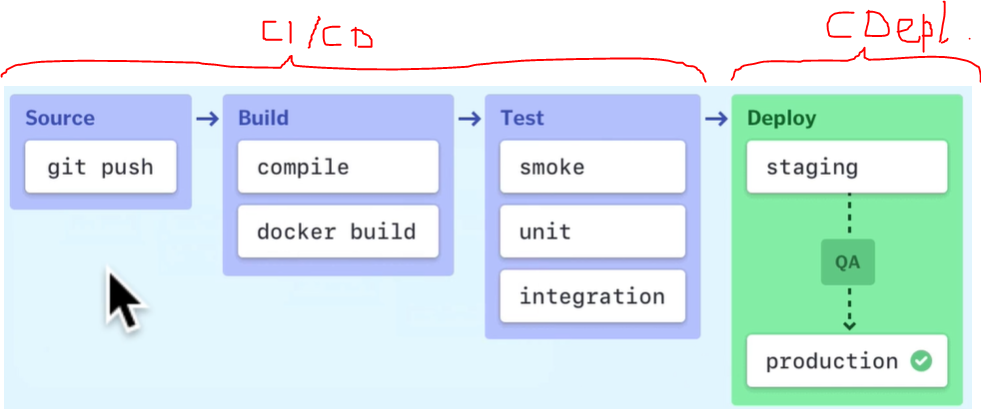 CI/CD
CDepl.
Source → Build → Test → Deploy
git push
compile
docker build
smoke
unit
integration
staging
QA
production